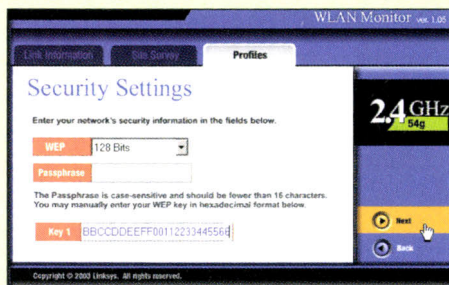 WLAN Monitor ver. 1.05
Link Information Site Survey Profiles
Security Settings
Enter your network's security information in the fields below.
2.4GHz
54g
WEP 128 Bits
Passphrase
The Passphrase is case-sensitive and should be fewer than 16 characters.
You may manually enter your WEP key in hexadecimal format below.
Key 1 BBCCDDEEFF00112233445566
Next
Back
Copyright © 2003 Linksys. All rights reserved.